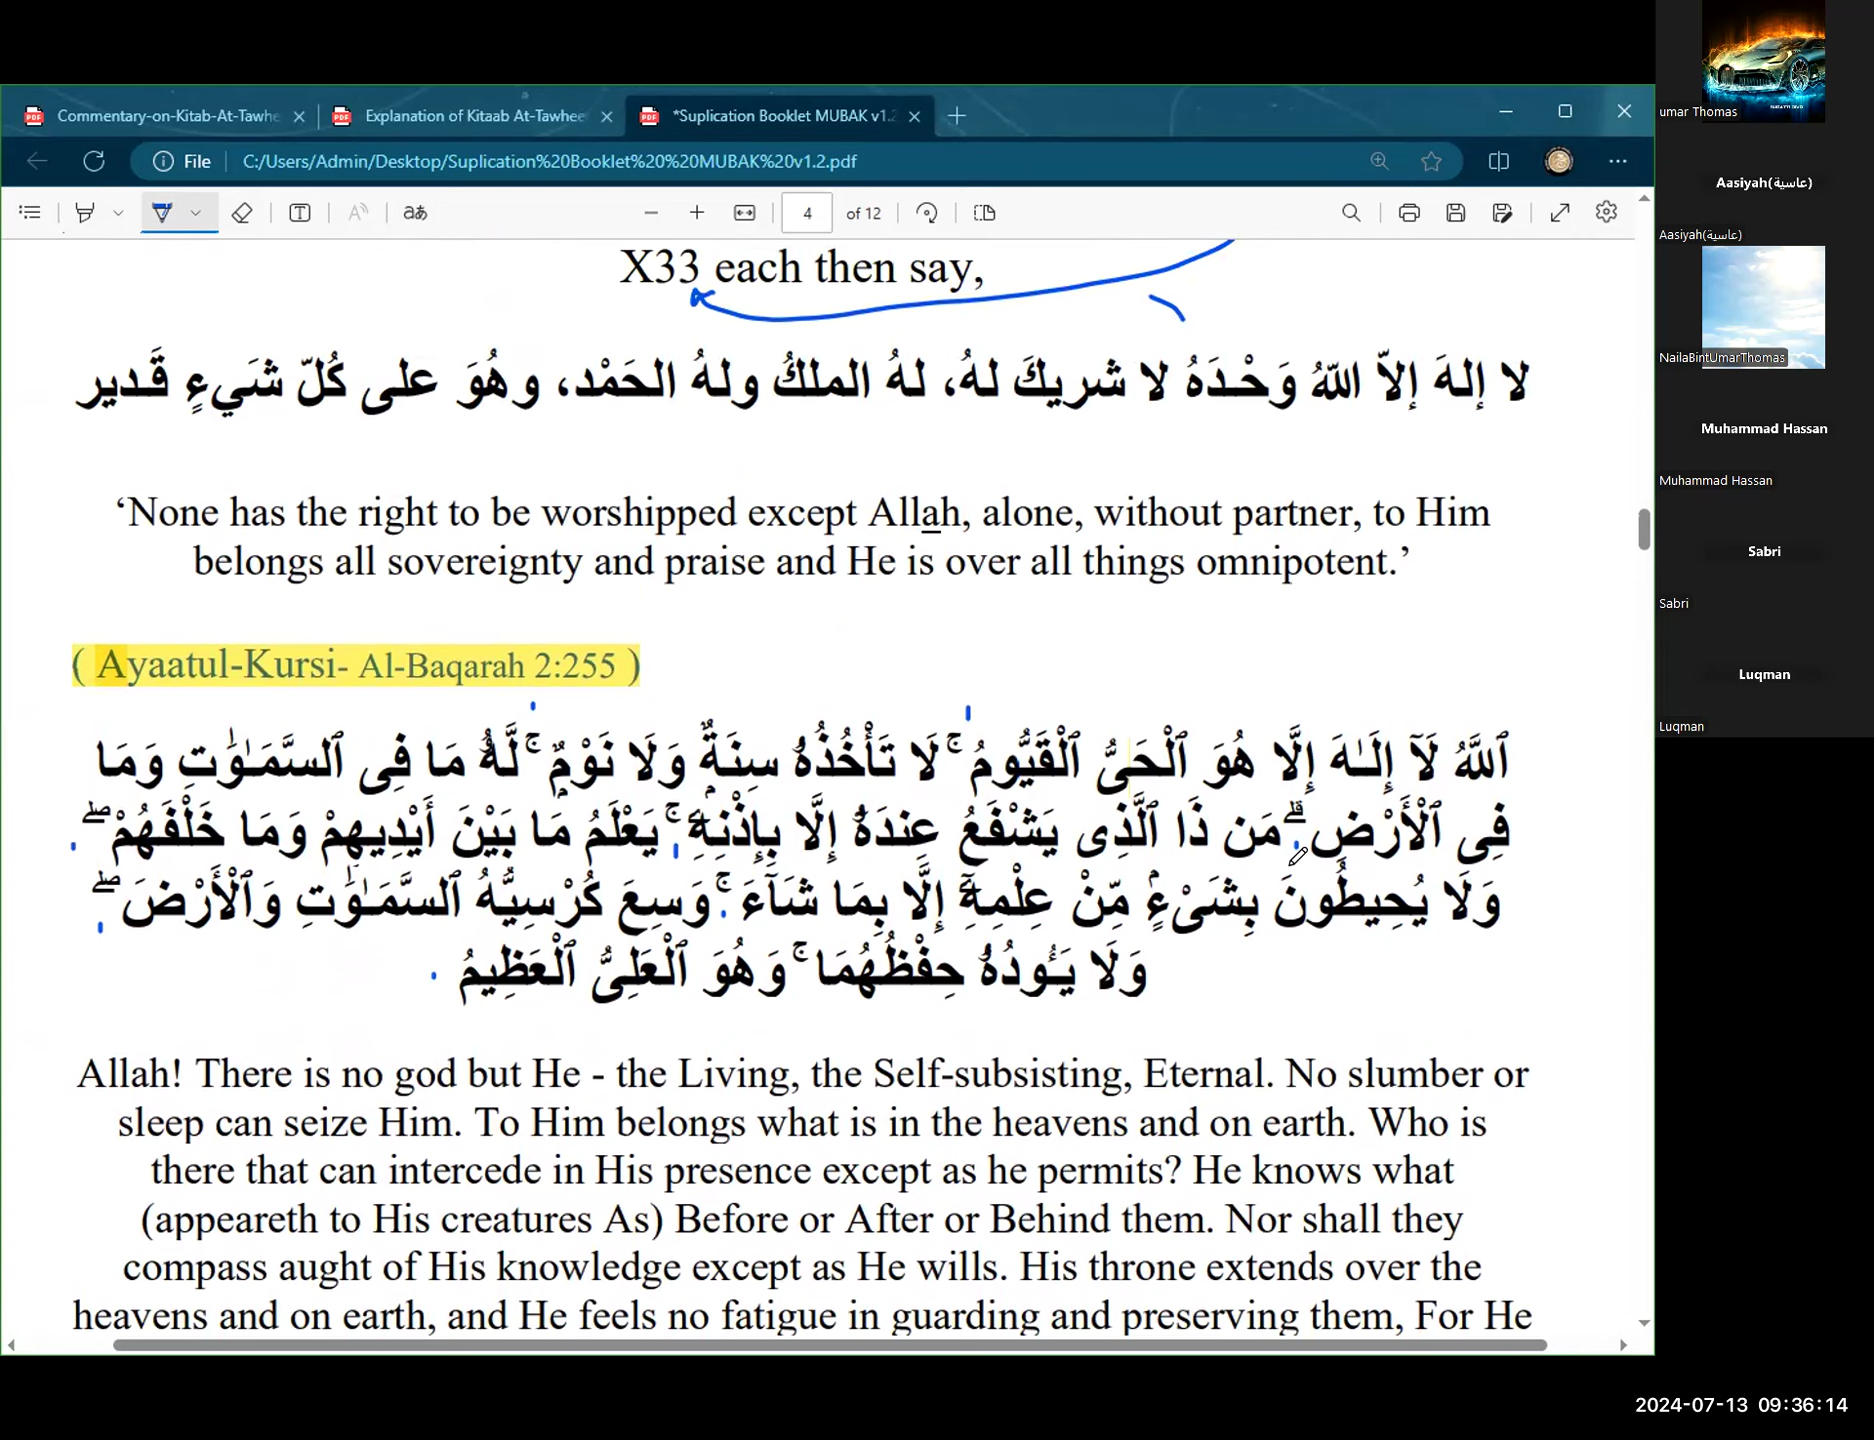 Commentary-on-Kitab-At-Tawhe
Explanation of Kitaab At-Tawhee
*Suplication Booklet MUBAK v1.2
File
C:/Users/Admin/Desktop/Suplication%20Booklet%20%20MUBAK%20v1.2.pdf
4 of 12
X33 each then say,
لا إلهَ إلاّ اللّهُ وَحْـدَهُ لا شريكَ لهُ، لهُ الملكُ ولهُ الحَمْد، وهُوَ على كُلّ شَيءٍ قَـدير
‘None has the right to be worshipped except Allah, alone, without partner, to Him
belongs all sovereignty and praise and He is over all things omnipotent.’
( Ayaatul-Kursi- Al-Baqarah 2:255 )
ٱللَّهُ لَآ إِلَـٰهَ إِلَّا هُوَ ٱلْحَىُّ ٱلْقَيُّومُ ۚ لَا تَأْخُذُهُۥ سِنَةٌۭ وَلَا نَوْمٌۭ ۚ لَّهُۥ مَا فِى ٱلسَّمَـٰوَٰتِ وَمَا
فِى ٱلْأَرْضِ ۗ مَن ذَا ٱلَّذِى يَشْفَعُ عِندَهُۥٓ إِلَّا بِإِذْنِهِۦ ۚ يَعْلَمُ مَا بَيْنَ أَيْدِيهِمْ وَمَا خَلْفَهُمْ ۖ
وَلَا يُحِيطُونَ بِشَىْءٍۢ مِّنْ عِلْمِهِۦٓ إِلَّا بِمَا شَآءَ ۚ وَسِعَ كُرْسِيُّهُ ٱلسَّمَـٰوَٰتِ وَٱلْأَرْضَ ۖ
وَلَا يَـُٔودُهُۥ حِفْظُهُمَا ۚ وَهُوَ ٱلْعَلِىُّ ٱلْعَظِيمُ
Allah! There is no god but He - the Living, the Self-subsisting, Eternal. No slumber or
sleep can seize Him. To Him belongs what is in the heavens and on earth. Who is
there that can intercede in His presence except as he permits? He knows what
(appeareth to His creatures As) Before or After or Behind them. Nor shall they
compass aught of His knowledge except as He wills. His throne extends over the
heavens and on earth, and He feels no fatigue in guarding and preserving them, For He
umar Thomas
Aasiyah(عاسية)
Aasiyah(عاسية)
NailaBintUmarThomas
Muhammad Hassan
Muhammad Hassan
Sabri
Sabri
Luqman
Luqman
2024-07-13 09:36:14